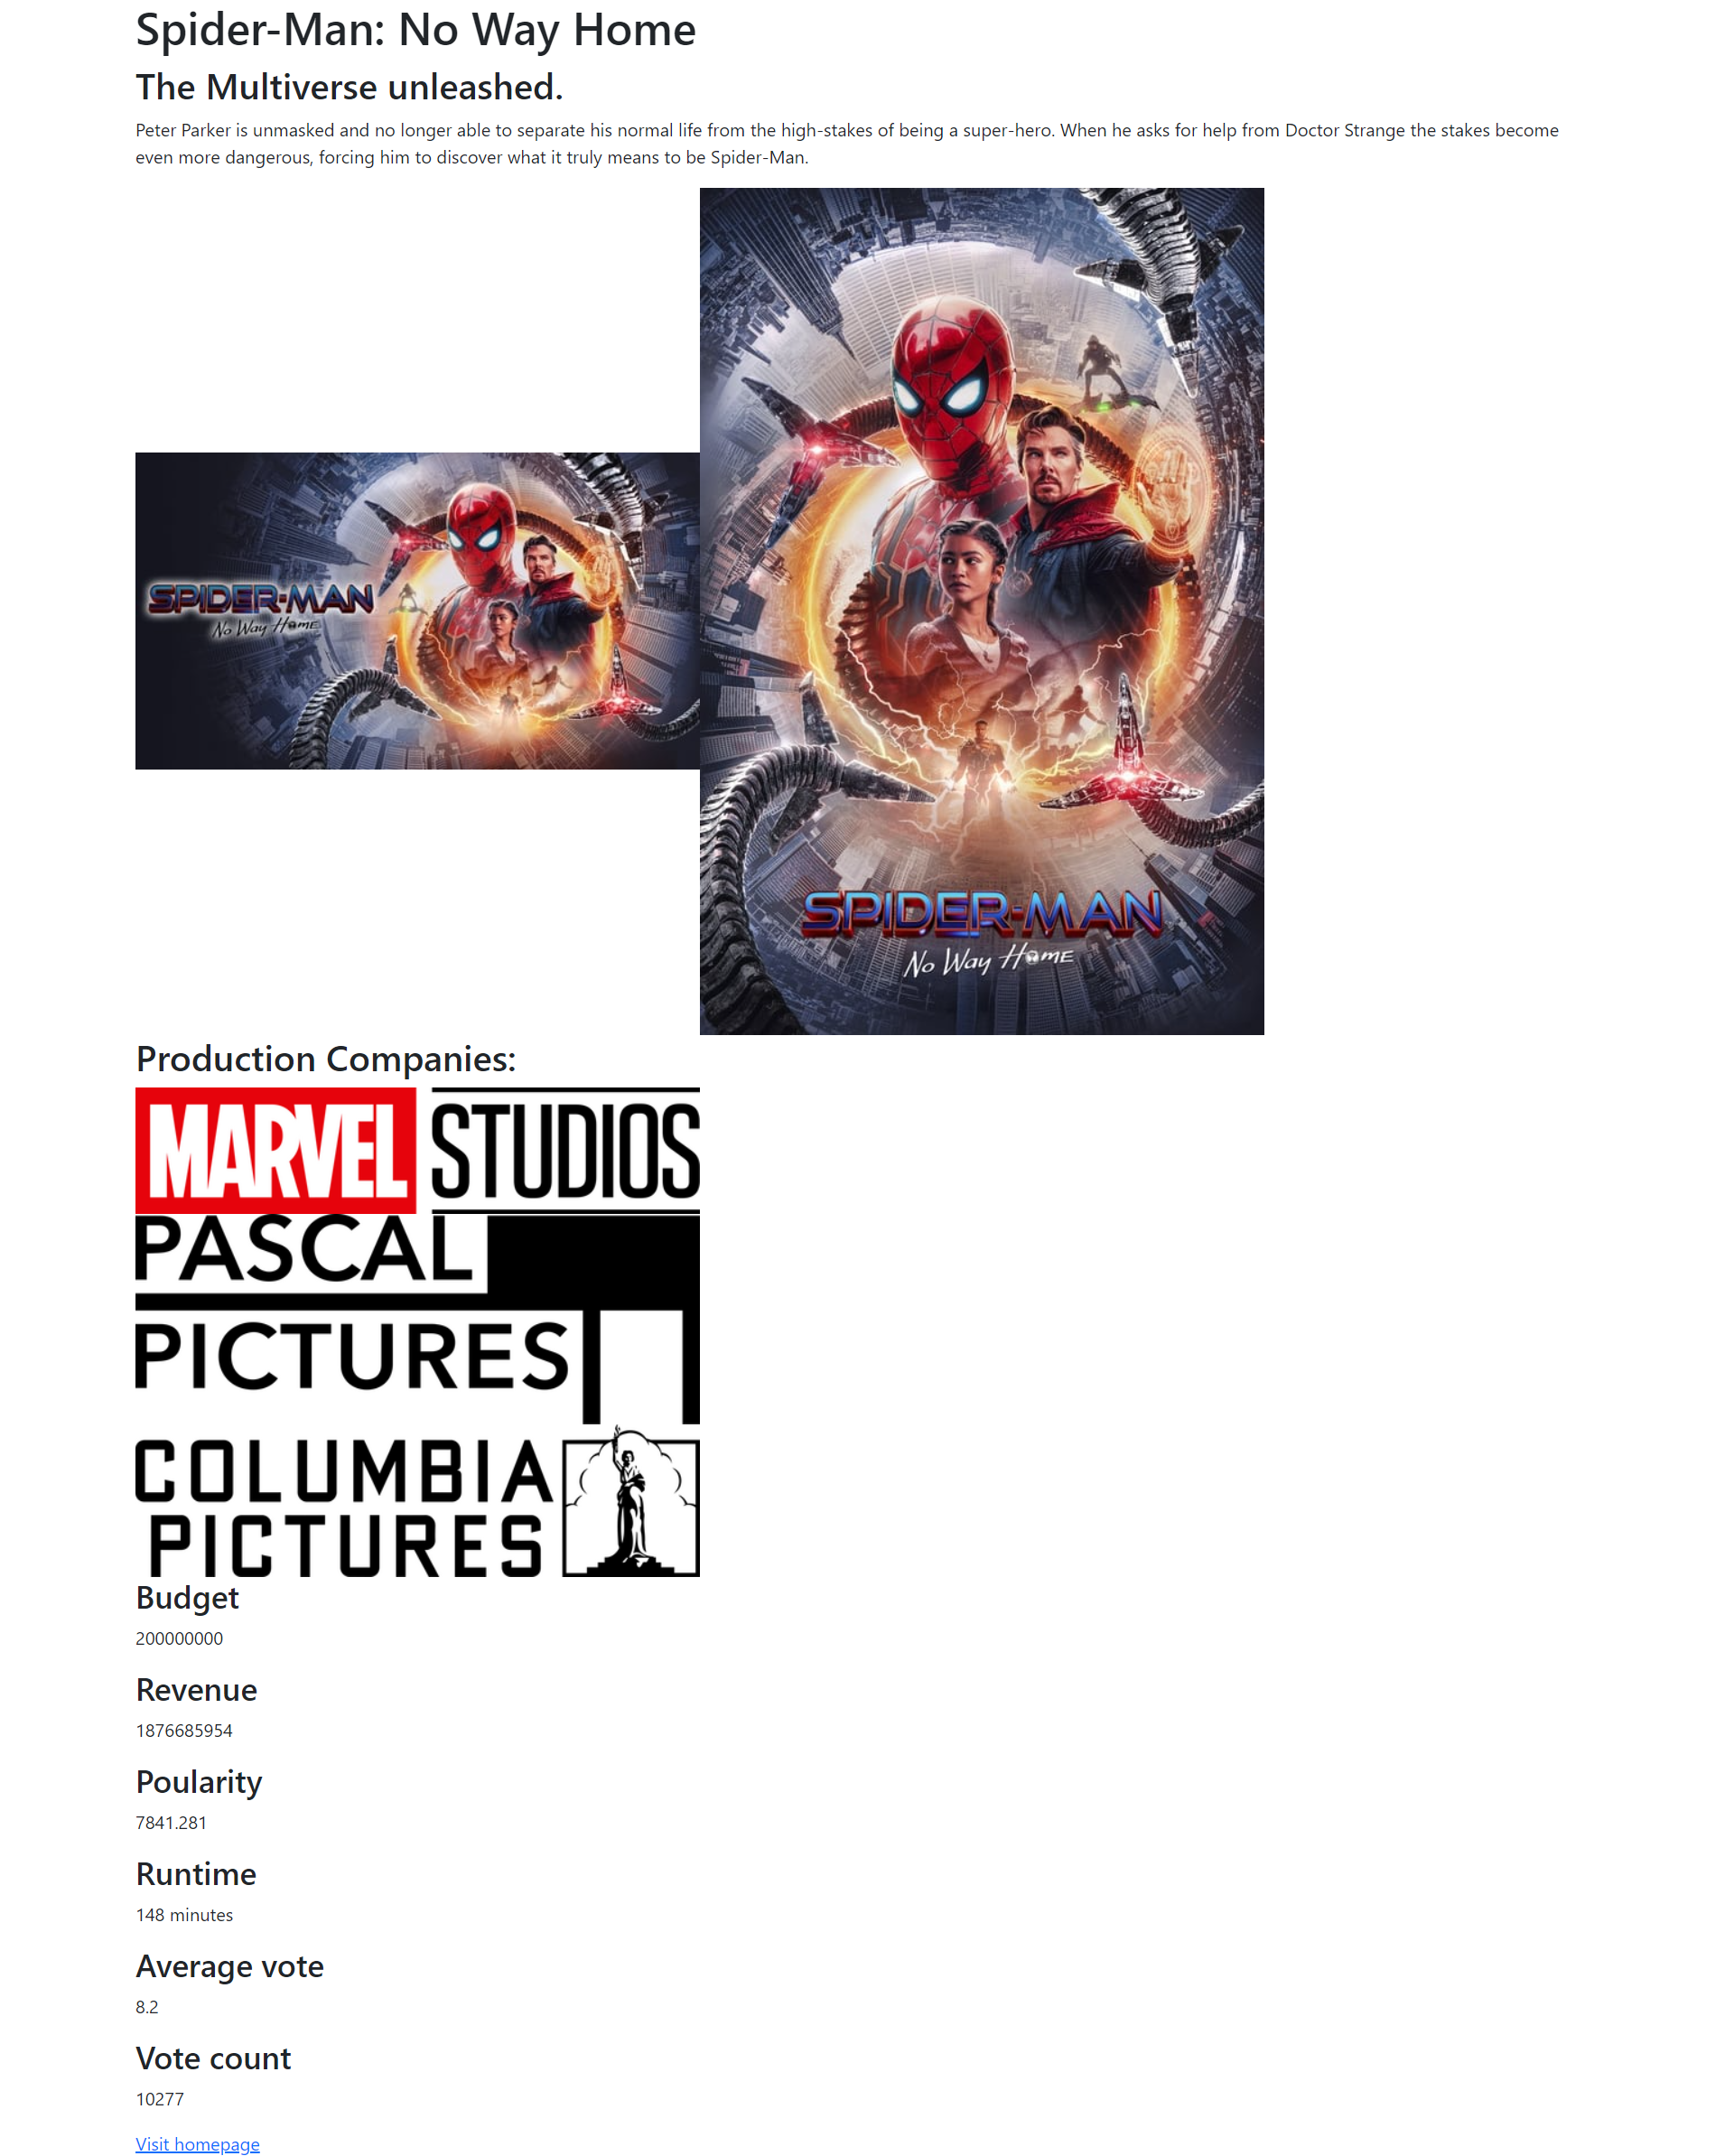 Spider-Man: No Way Home
The Multiverse unleashed.
Peter Parker is unmasked and no longer able to separate his normal life from the high-stakes of being a super-hero. When he asks for help from Doctor Strange the stakes become
even more dangerous, forcing him to discover what it truly means to be Spider-Man.
SPIDER-MAN
No Way Home
SPIDER-MAN
No Way Home
Production Companies:
MARVEL STUDIOS
PASCAL
PICTURES
COLUMBIA
PICTURES
Budget
200000000
Revenue
1876685954
Poularity
7841.281
Runtime
148 minutes
Average vote
8.2
Vote count
10277
Visit homepage